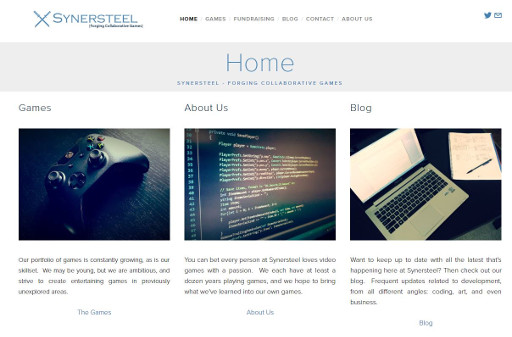 SYNERSTEEL
(Forging Collaborative Games)
HOME / GAMES / FUNDRAISING / BLOG / CONTACT / ABOUT US
Home
SYNERSTEEL - FORGING COLLABORATIVE GAMES
Games
About Us
Blog
Our portfolio of games is constantly growing, as is our
skillset. We may be young, but we are ambitious, and
strive to create entertaining games in previously
unexplored areas.
The Games
You can bet every person at Synersteel loves video
games with a passion. We each have at least a
dozen years playing games, and we hope to bring
what we've learned into our own games.
About Us
Want to keep up to date with all the latest that's
happening here at Synersteel? Then check out our
blog. Frequent updates related to development,
from all different angles: coding, art, and even
business.
Blog